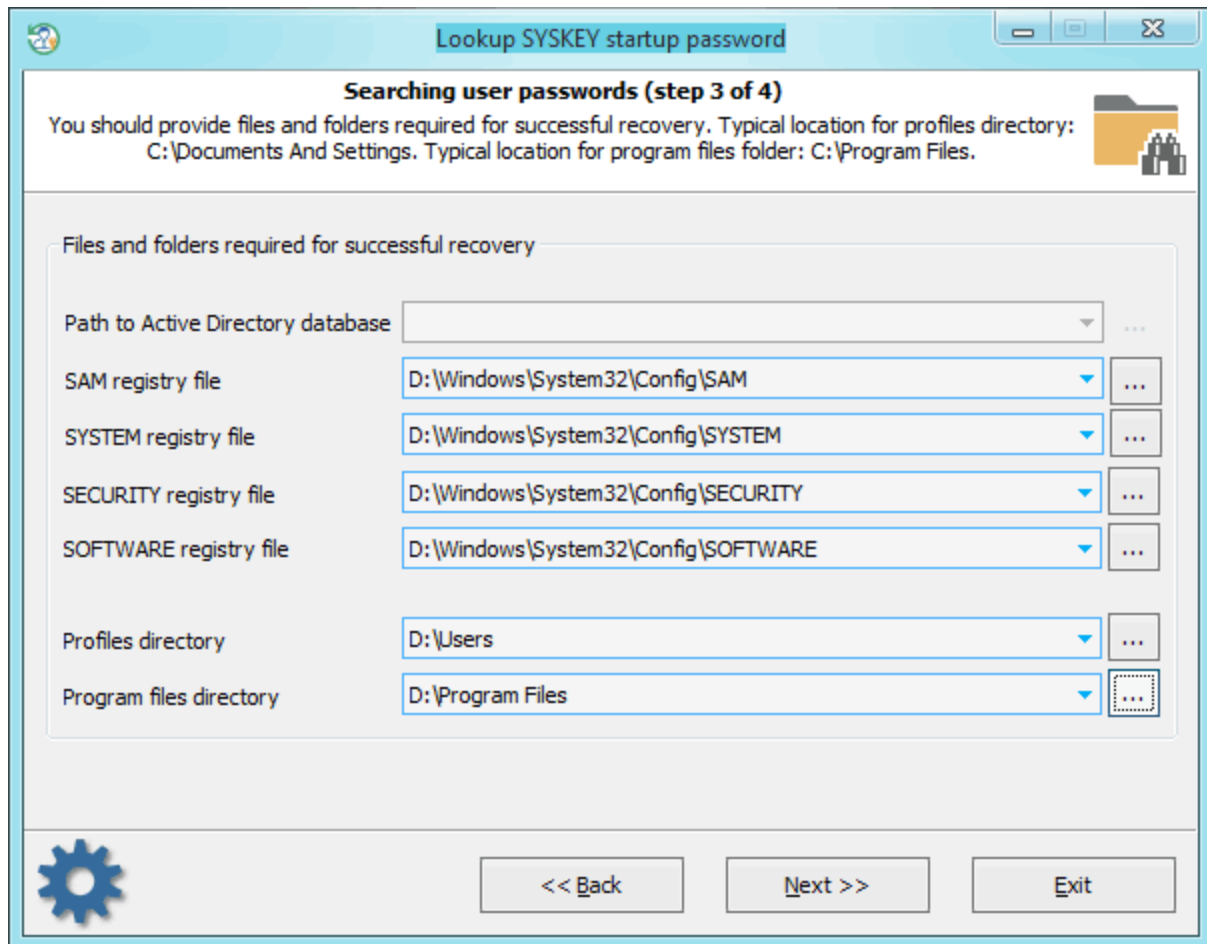 Lookup SYSKEY startup password
Searching user passwords (step 3 of 4)
You should provide files and folders required for successful recovery. Typical location for profiles directory:
C:\Documents And Settings. Typical location for program files folder: C:\Program Files.
Files and folders required for successful recovery
Path to Active Directory database ...
SAM registry file D:\Windows\System32\Config\SAM ...
SYSTEM registry file D:\Windows\System32\Config\SYSTEM ...
SECURITY registry file D:\Windows\System32\Config\SECURITY ...
SOFTWARE registry file D:\Windows\System32\Config\SOFTWARE ...
Profiles directory D:\Users ...
Program files directory D:\Program Files ...
<< Back Next >> Exit